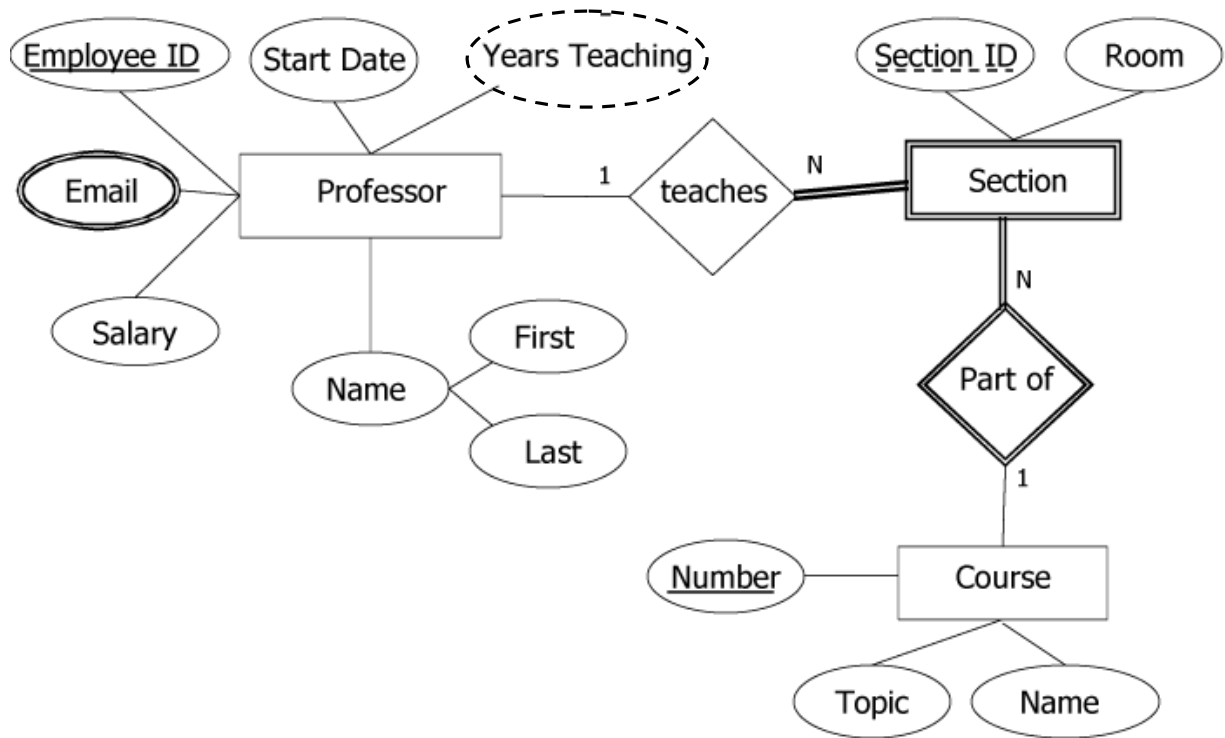 Employee ID
Start Date
Years Teaching
Section ID
Room
Email
Professor
1
teaches
N
Section
Salary
Name
First
Last
N
Part of
1
Number
Course
Topic
Name